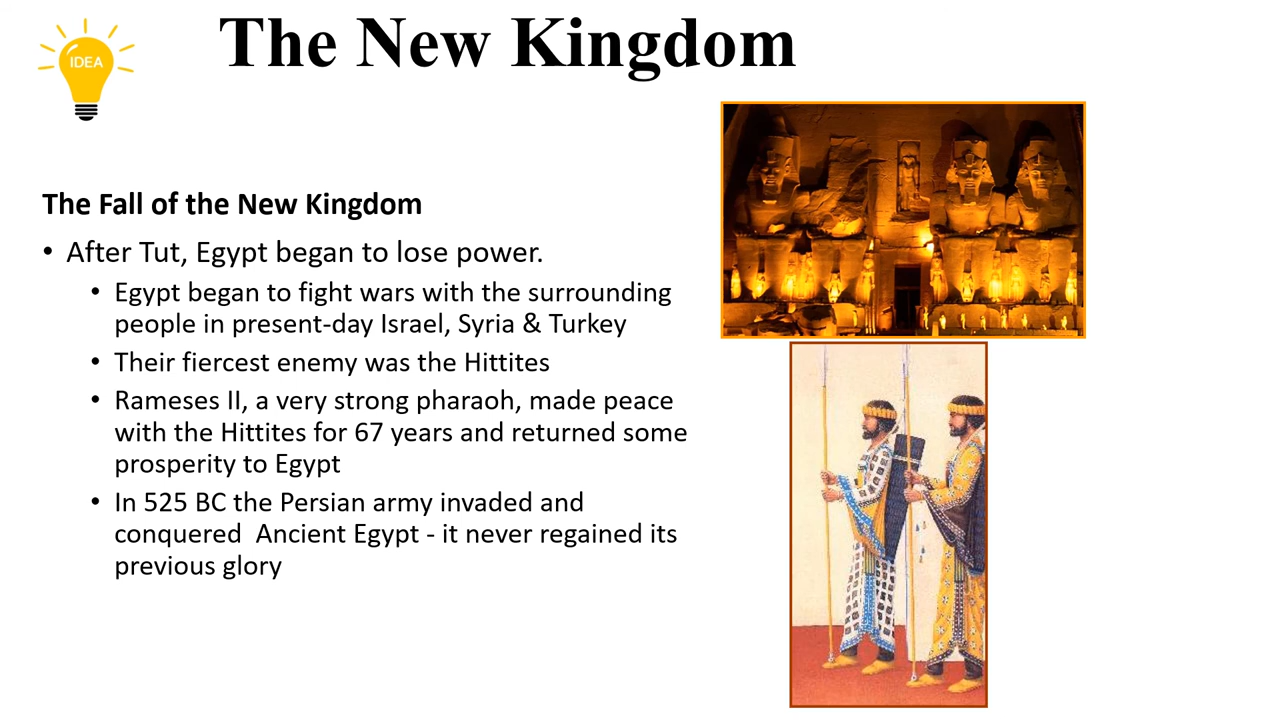 IDEA
The New Kingdom
The Fall of the New Kingdom
• After Tut, Egypt began to lose power.
• Egypt began to fight wars with the surrounding
people in present-day Israel, Syria & Turkey
• Their fiercest enemy was the Hittites
• Rameses II, a very strong pharaoh, made peace
with the Hittites for 67 years and returned some
prosperity to Egypt
• In 525 BC the Persian army invaded and
conquered  Ancient Egypt - it never regained its
previous glory